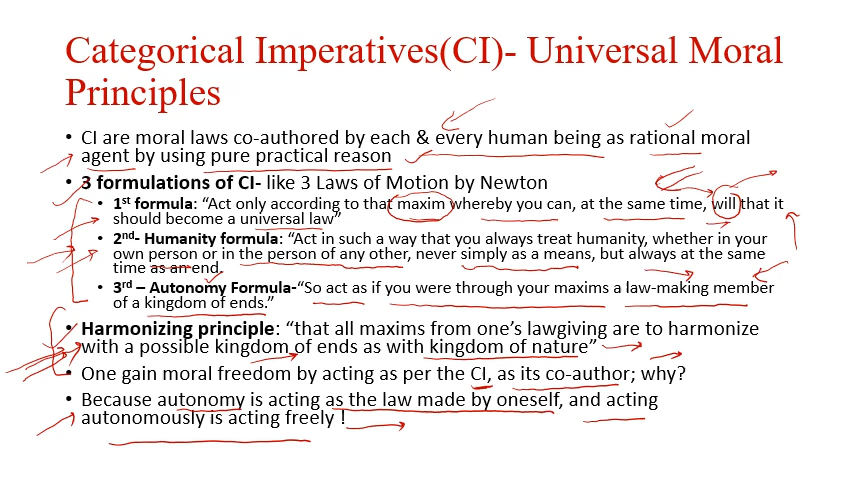 Categorical Imperatives(CI)- Universal Moral
Principles
• CI are moral laws co-authored by each & every human being as rational moral
agent by using pure practical reason
• 3 formulations of CI- like 3 Laws of Motion by Newton
• 1st formula: “Act only according to that maxim whereby you can, at the same time, will that it
should become a universal law”
• 2nd- Humanity formula: “Act in such a way that you always treat humanity, whether in your
own person or in the person of any other, never simply as a means, but always at the same
time as an end.
• 3rd – Autonomy Formula-“So act as if you were through your maxims a law-making member
of a kingdom of ends.”
• Harmonizing principle: “that all maxims from one’s lawgiving are to harmonize
with a possible kingdom of ends as with kingdom of nature”
• One gain moral freedom by acting as per the CI, as its co-author; why?
• Because autonomy is acting as the law made by oneself, and acting
autonomously is acting freely !